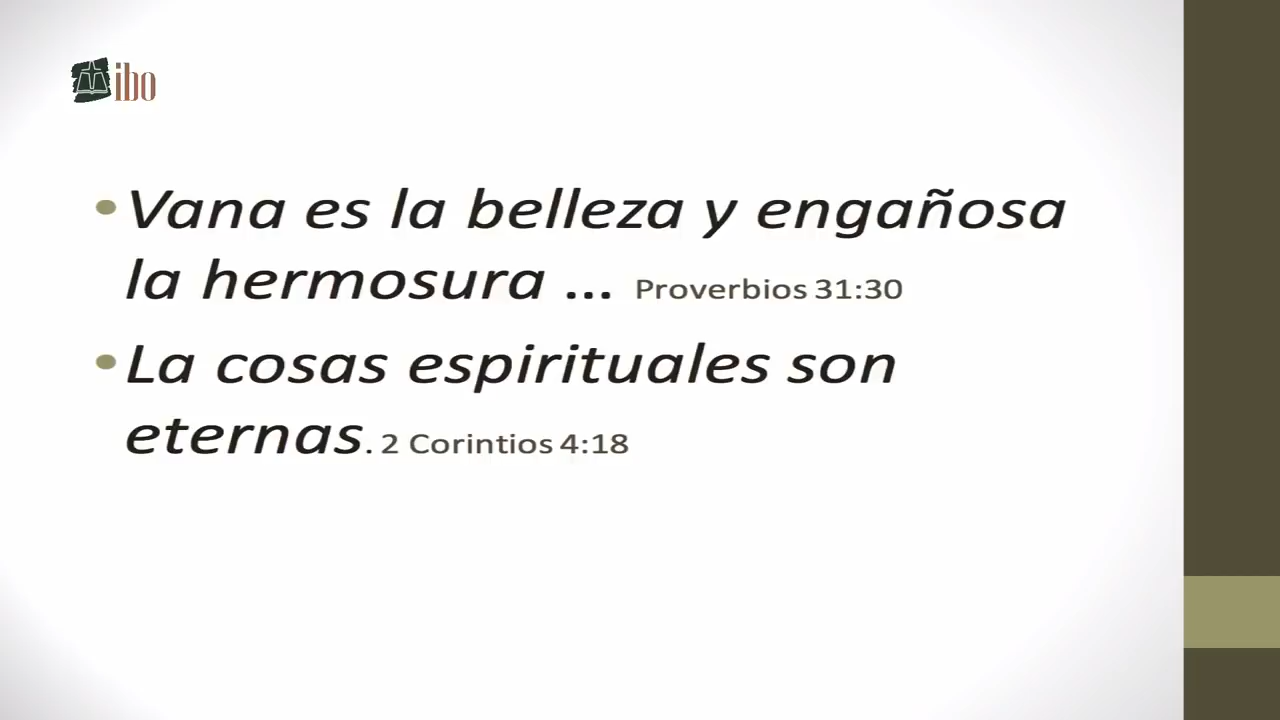 ibo
• Vana es la belleza y engañosa
la hermosura ... Proverbios 31:30
• La cosas espirituales son
eternas. 2 Corintios 4:18